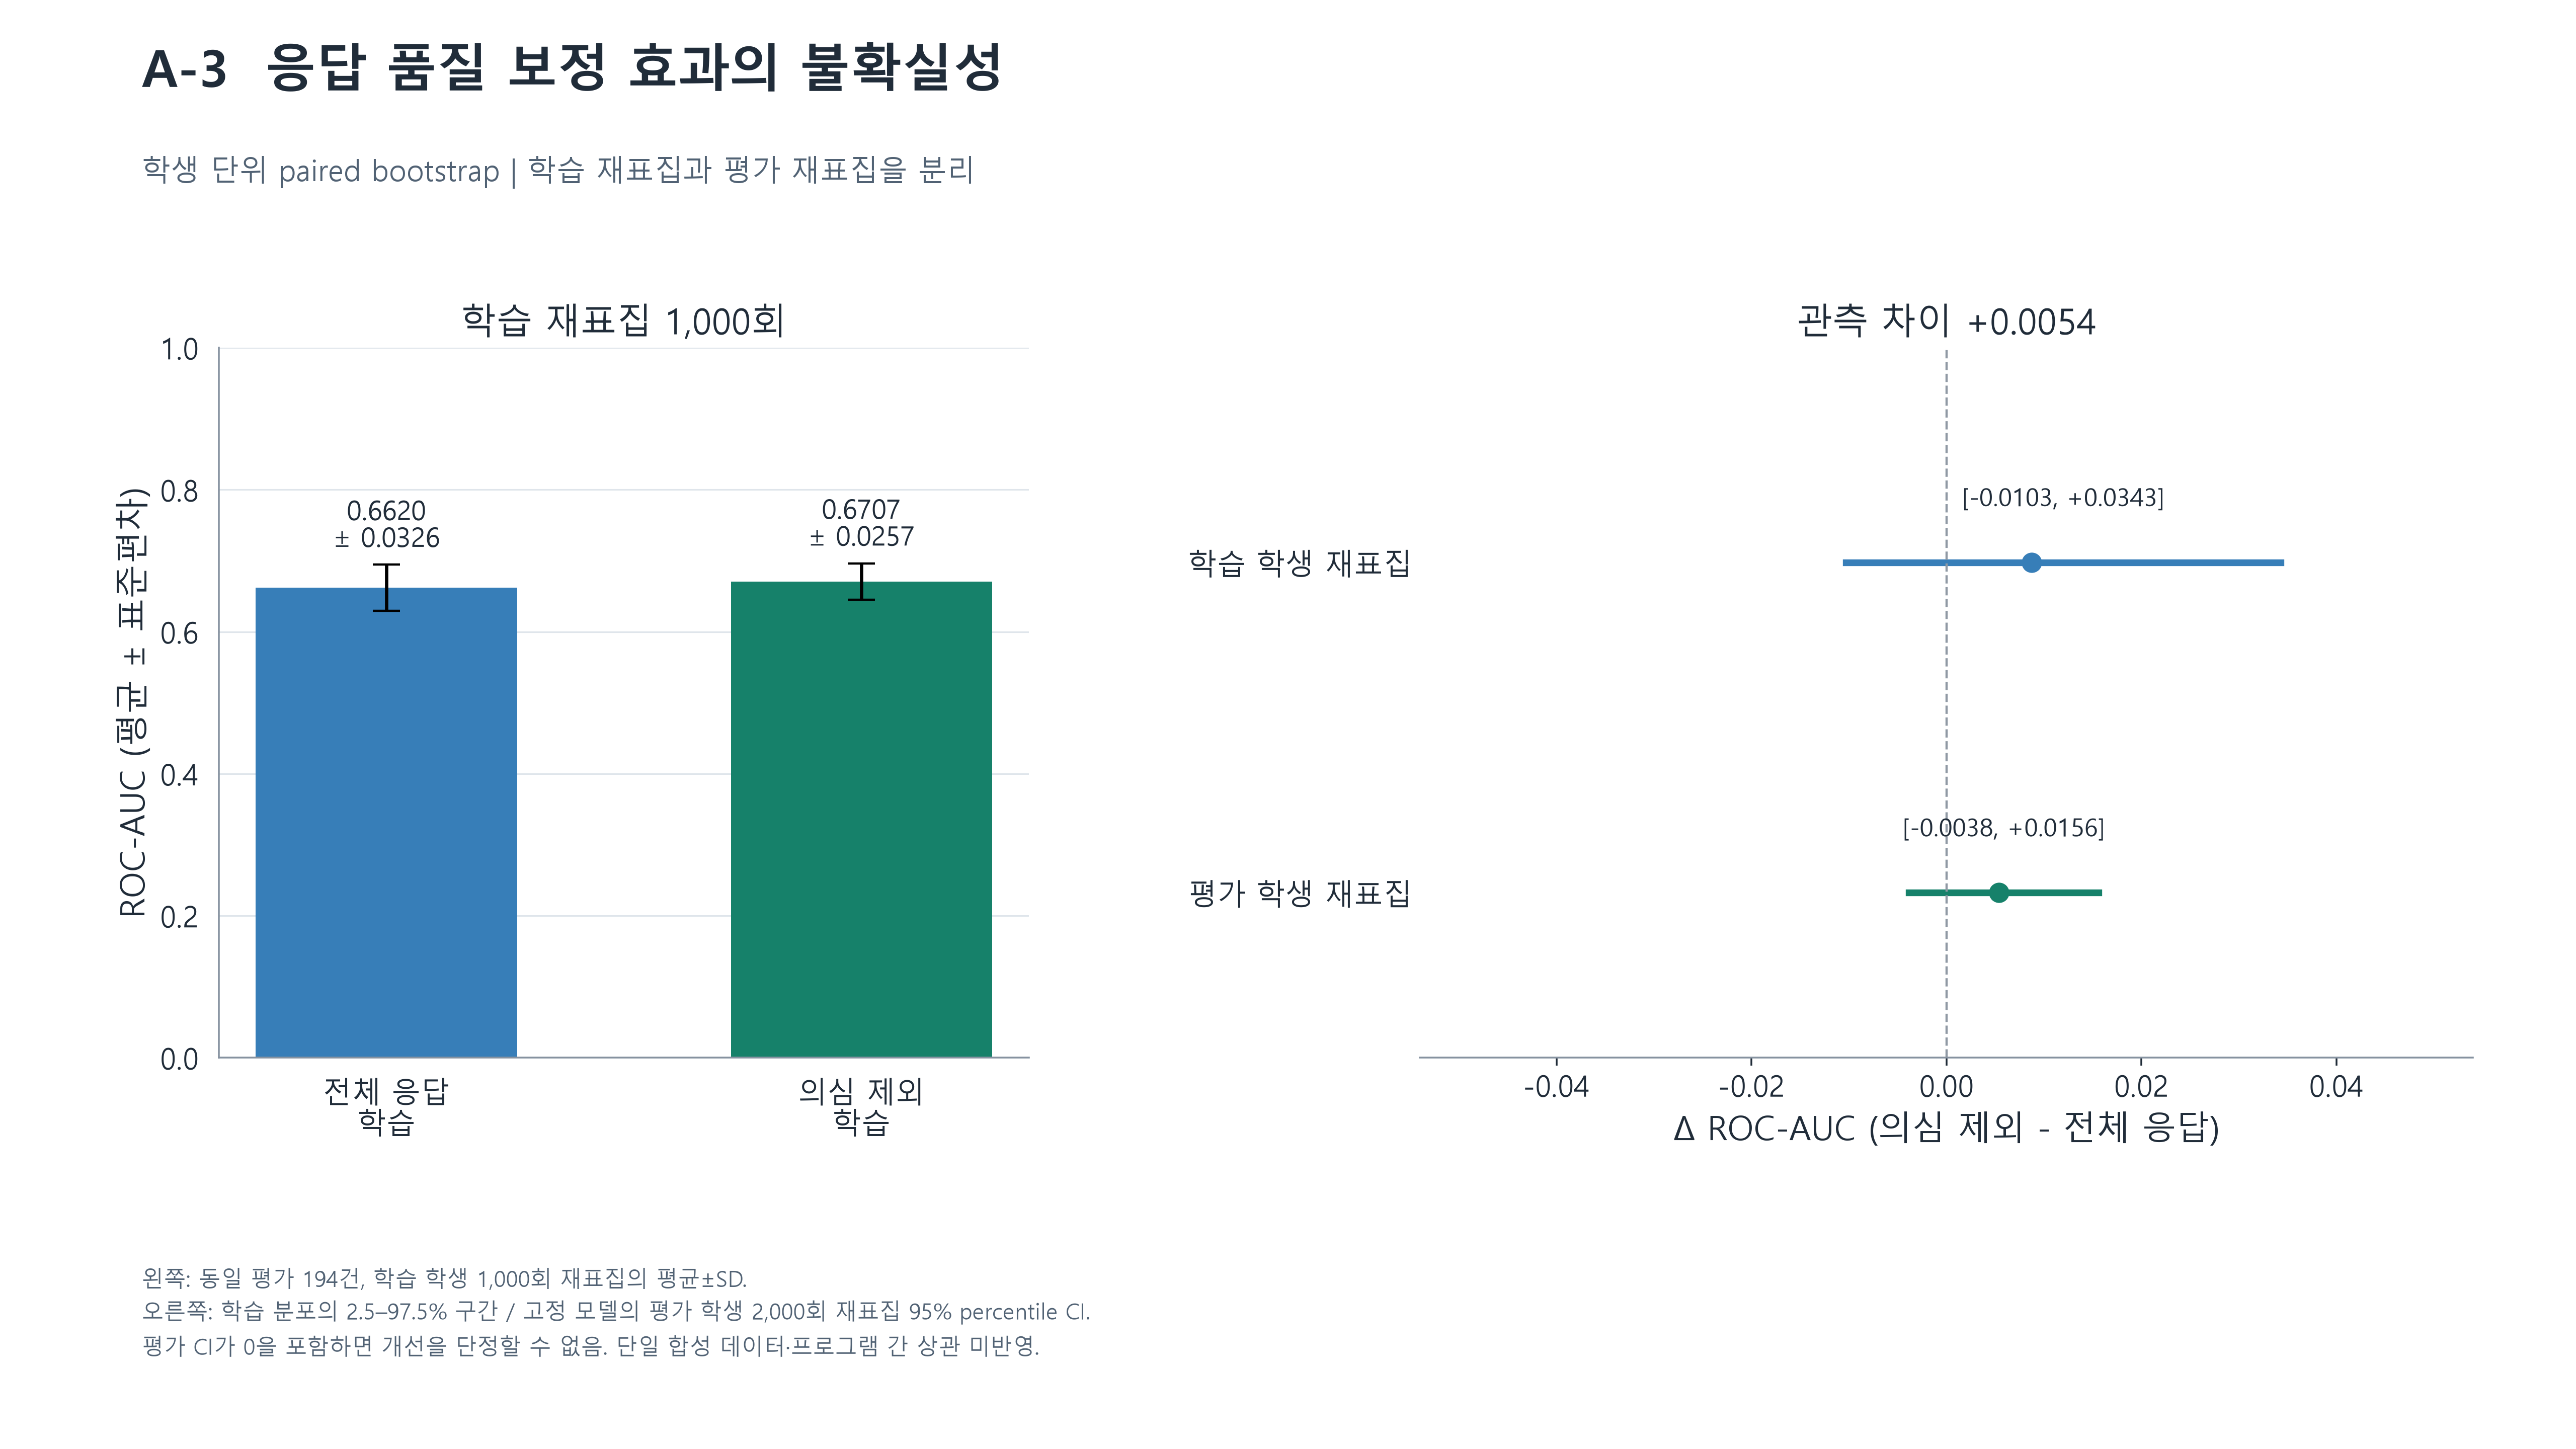 A-3 응답 품질 보정 효과의 불확실성
학생 단위 paired bootstrap | 학습 재표집과 평가 재표집을 분리
학습 재표집 1,000회
ROC-AUC (평균 ± 표준편차)
1.0
0.8
0.6
0.4
0.2
0.0
0.6620
± 0.0326
0.6707
± 0.0257
전체 응답
학습
의심 제외
학습
관측 차이 +0.0054
학습 학생 재표집
[-0.0103, +0.0343]
평가 학생 재표집
[-0.0038, +0.0156]
-0.04
-0.02
0.00
0.02
0.04
Δ ROC-AUC (의심 제외 - 전체 응답)
왼쪽: 동일 평가 194건, 학습 학생 1,000회 재표집의 평균±SD.
오른쪽: 학습 분포의 2.5–97.5% 구간 / 고정 모델의 평가 학생 2,000회 재표집 95% percentile CI.
평가 CI가 0을 포함하면 개선을 단정할 수 없음. 단일 합성 데이터·프로그램 간 상관 미반영.